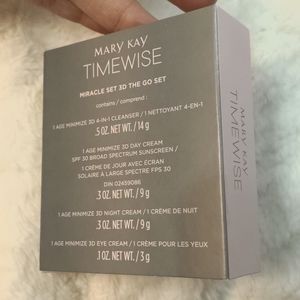 MARY KAY
TIMEWISE
MIRACLE SET 3D THE GO SET
contains / comprend :
1 AGE MINIMIZE 3D 4-IN-1 CLEANSER / 1 NETTOYANT 4-EN-1
.5 OZ. NET WT. / 14 g
1 AGE MINIMIZE 3D DAY CREAM
SPF 30 BROAD SPECTRUM SUNSCREEN /
1 CRÈME DE JOUR AVEC ÉCRAN
SOLAIRE À LARGE SPECTRE FPS 30
DIN 02459086
.3 OZ. NET WT. / 9 g
1 AGE MINIMIZE 3D NIGHT CREAM / 1 CRÈME DE NUIT
.3 OZ. NET WT. / 9 g
1 AGE MINIMIZE 3D EYE CREAM / 1 CRÈME POUR LES YEUX
.1 OZ. NET WT. / 3 g
MARY KAY
TIMEWISE